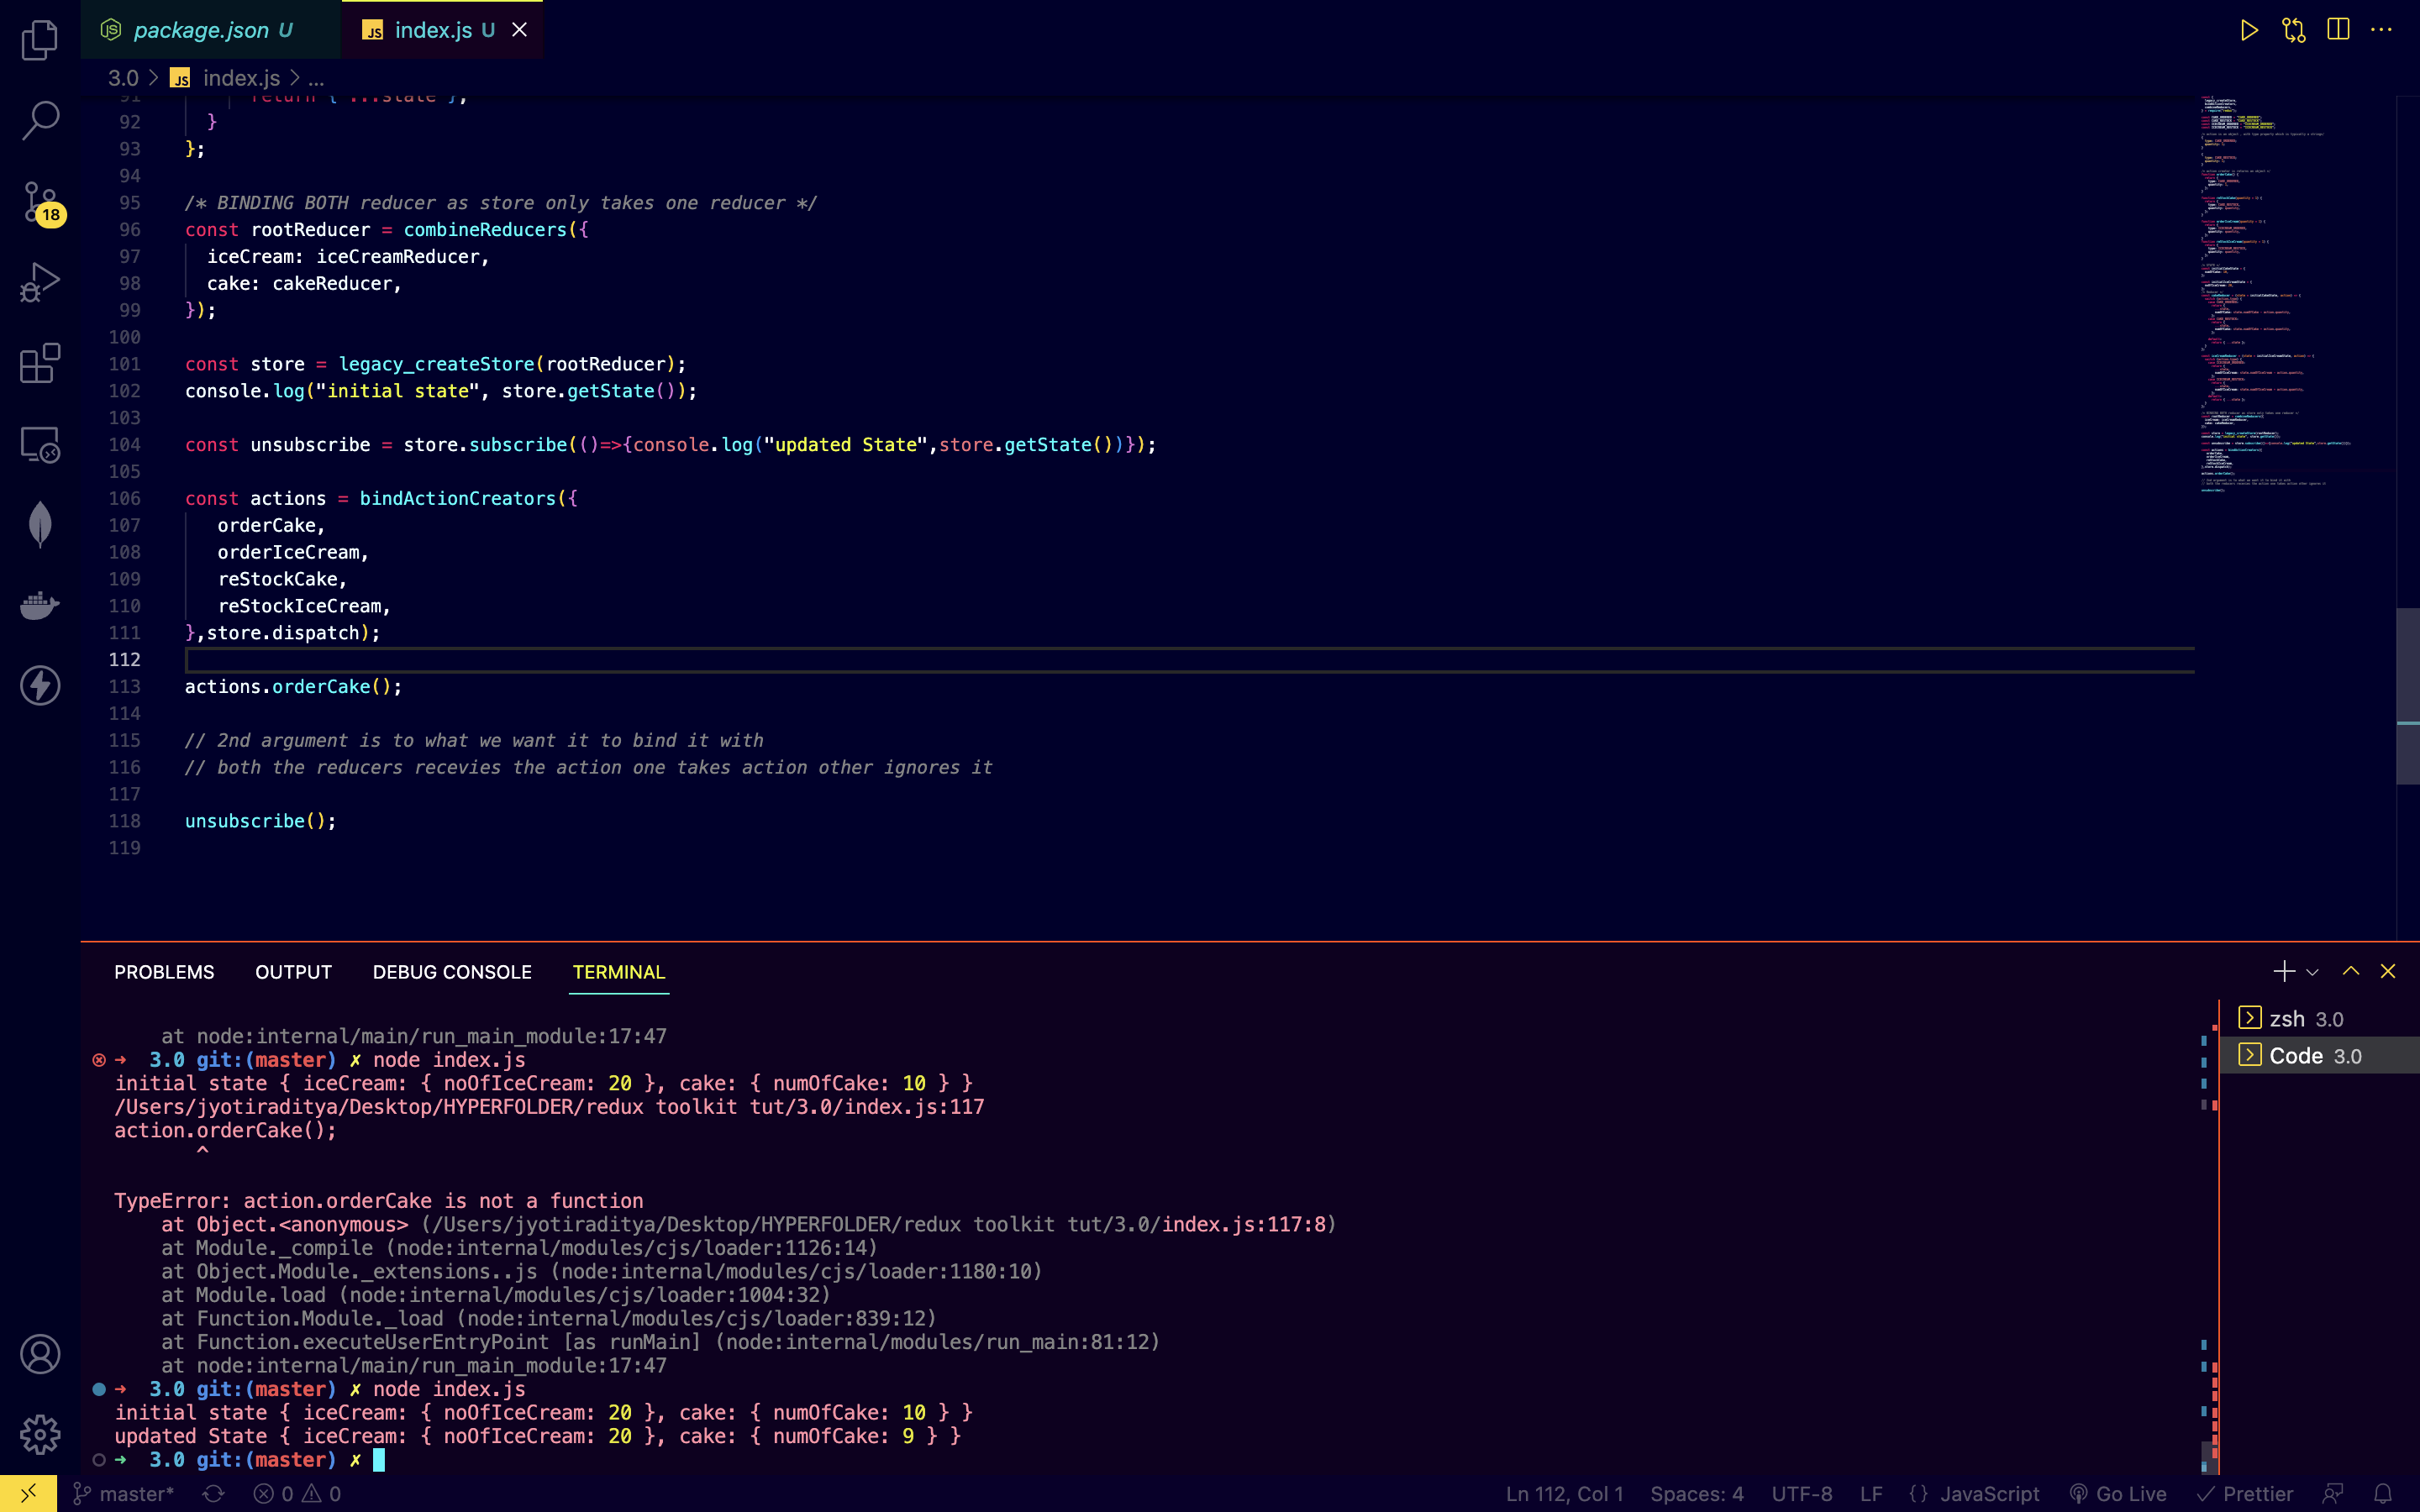 package.json U
index.js U
3.0 > index.js > ...
91 return { ...state };
92 }
93 };
94
95 /* BINDING BOTH reducer as store only takes one reducer */
96 const rootReducer = combineReducers({
97 iceCream: iceCreamReducer,
98 cake: cakeReducer,
99 });
100
101 const store = legacy_createStore(rootReducer);
102 console.log("initial state", store.getState());
103
104 const unsubscribe = store.subscribe(()=>{console.log("updated State",store.getState())});
105
106 const actions = bindActionCreators({
107 orderCake,
108 orderIceCream,
109 reStockCake,
110 reStockIceCream,
111 },store.dispatch);
112
113 actions.orderCake();
114
115 // 2nd argument is to what we want it to bind it with
116 // both the reducers recevies the action one takes action other ignores it
117
118 unsubscribe();
119
18
PROBLEMS OUTPUT DEBUG CONSOLE TERMINAL
at node:internal/main/run_main_module:17:47
➜ 3.0 git:(master) ✗ node index.js
initial state { iceCream: { noOfIceCream: 20 }, cake: { numOfCake: 10 } }
/Users/jyotiraditya/Desktop/HYPERFOLDER/redux toolkit tut/3.0/index.js:117
action.orderCake();
^
TypeError: action.orderCake is not a function
at Object.<anonymous> (/Users/jyotiraditya/Desktop/HYPERFOLDER/redux toolkit tut/3.0/index.js:117:8)
at Module._compile (node:internal/modules/cjs/loader:1126:14)
at Object.Module._extensions..js (node:internal/modules/cjs/loader:1180:10)
at Module.load (node:internal/modules/cjs/loader:1004:32)
at Function.Module._load (node:internal/modules/cjs/loader:839:12)
at Function.executeUserEntryPoint [as runMain] (node:internal/modules/run_main:81:12)
at node:internal/main/run_main_module:17:47
➜ 3.0 git:(master) ✗ node index.js
initial state { iceCream: { noOfIceCream: 20 }, cake: { numOfCake: 10 } }
updated State { iceCream: { noOfIceCream: 20 }, cake: { numOfCake: 9 } }
➜ 3.0 git:(master) ✗
zsh 3.0
Code 3.0
master* 0 0 Ln 112, Col 1 Spaces: 4 UTF-8 LF {} JavaScript Go Live Prettier